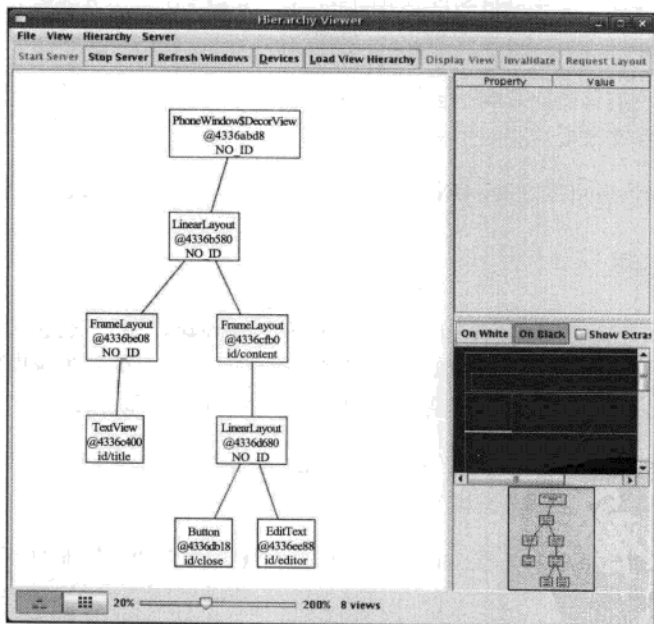 Hierarchy Viewer
File View Hierarchy Server
Start Server Stop Server Refresh Windows Devices Load View Hierarchy Display View Invalidate Request Layout
Property Value
PhoneWindow$DecorView
@4336abd8
NO_ID
LinearLayout
@4336b580
NO_ID
FrameLayout
@4336be08
NO_ID
FrameLayout
@4336cfb0
id/content
On White On Black Show Extras
TextView
@4336c400
id/title
LinearLayout
@4336d680
NO_ID
Button
@4336db18
id/close
EditText
@4336ee88
id/editor
20% 200% 8 views